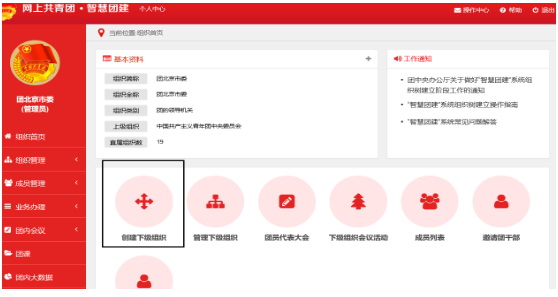 网上共青团·智慧团建 个人中心
操作中心 帮助 退出
当前位置:组织首页
团北京市委
(管理员)
组织首页
组织管理
成员管理
业务办理
团内会议
团课
团内大数据
基本资料
组织简称 团北京市委
组织全称 团北京市委
组织类别 团的领导机关
上级组织 中国共产主义青年团中央委员会
直属组织数 19
工作通知
团中央办公厅关于做好“智慧团建”系统组
织树建立阶段工作的通知
“智慧团建”系统组织树建立操作指南
“智慧团建”系统常见问题解答
创建下级组织
管理下级组织
团员代表大会
下级组织会议活动
成员列表
邀请团干部